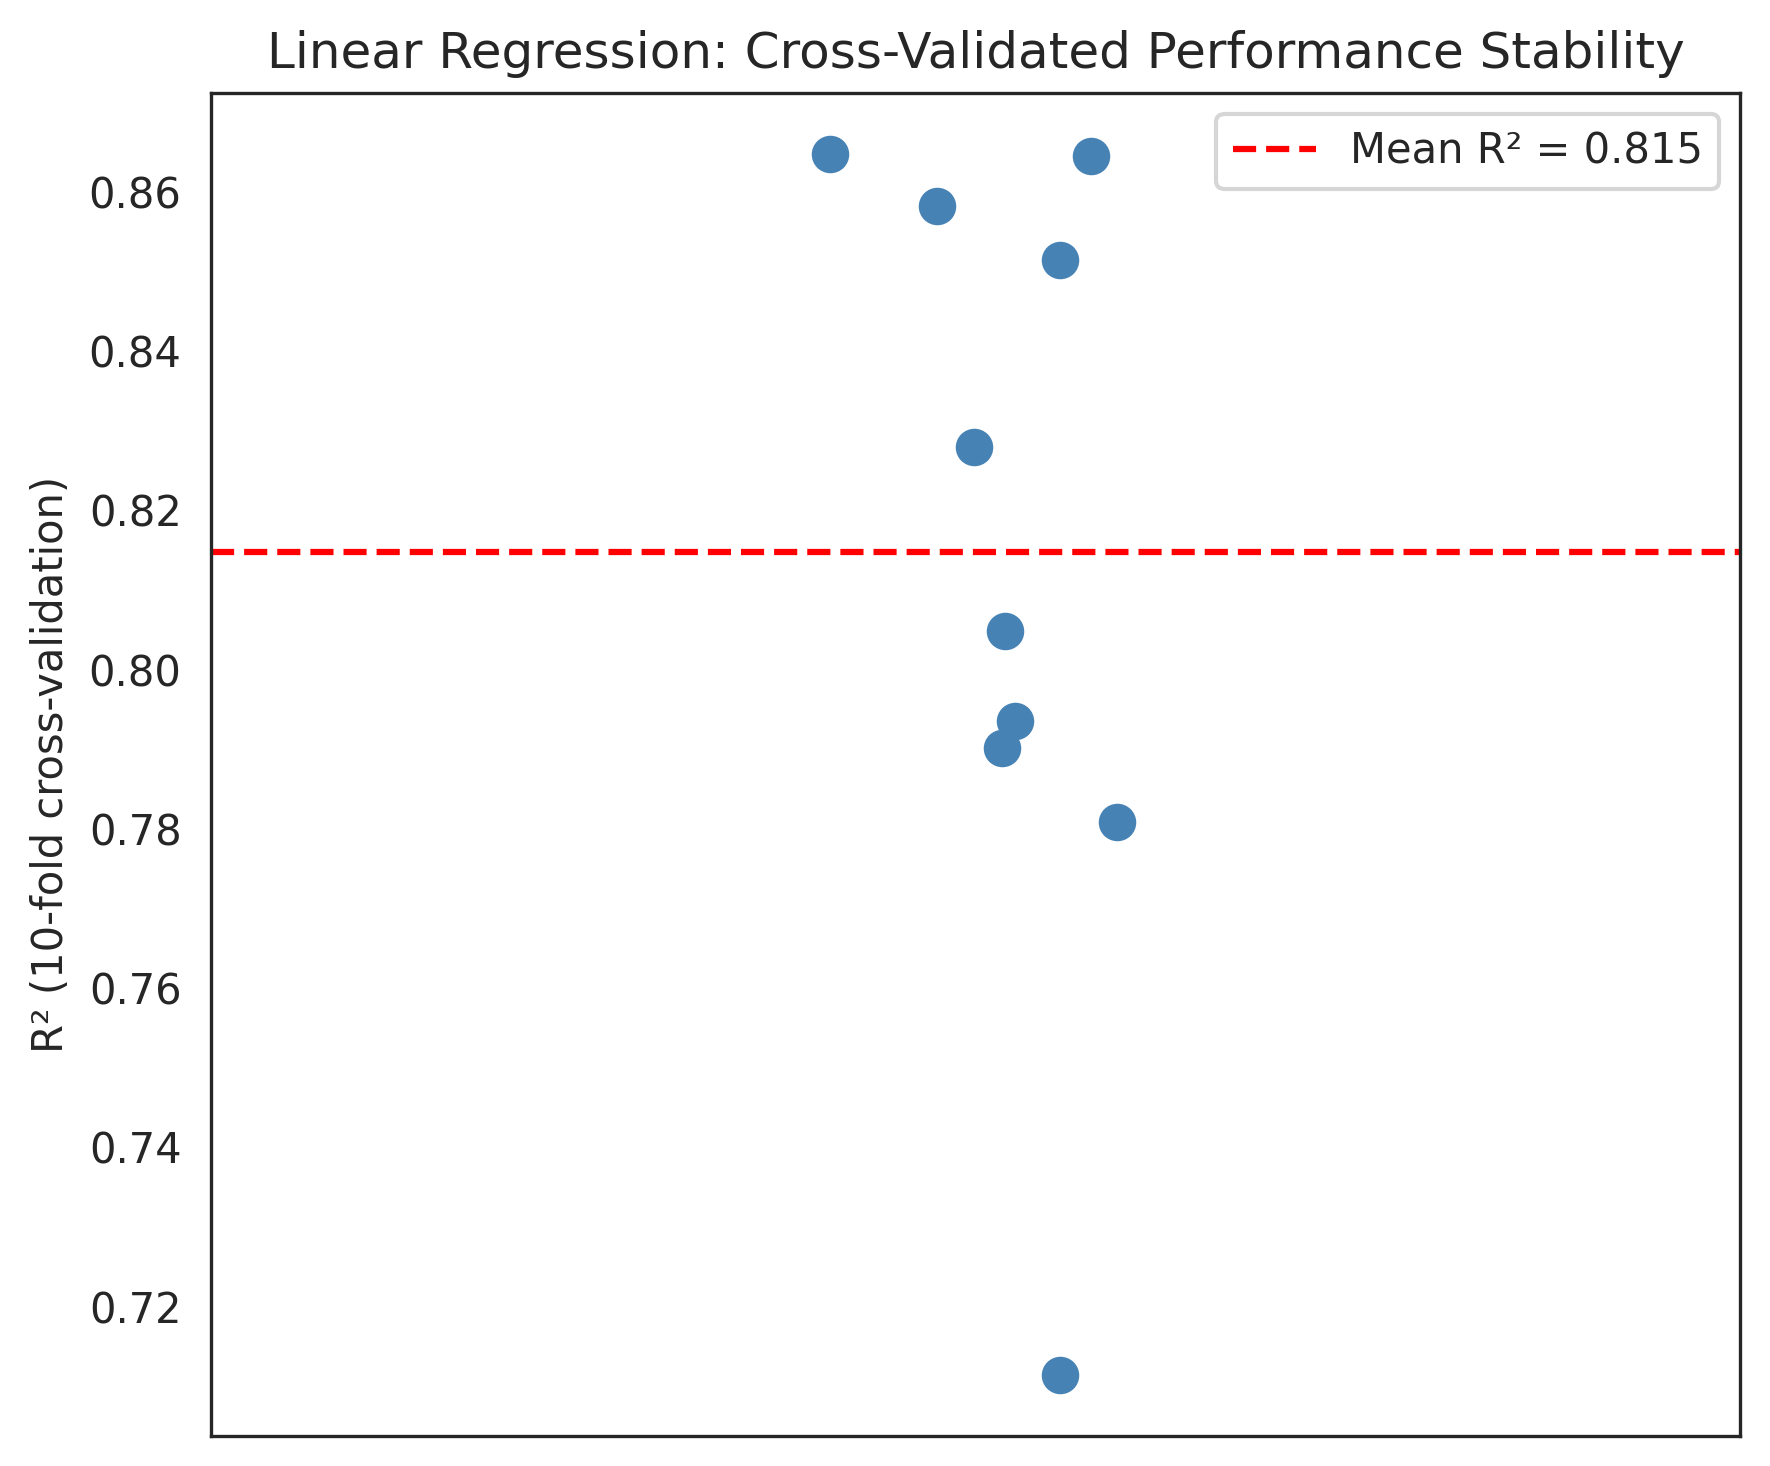 Linear Regression: Cross-Validated Performance Stability
Mean R² = 0.815
R² (10-fold cross-validation)
0.86
0.84
0.82
0.80
0.78
0.76
0.74
0.72